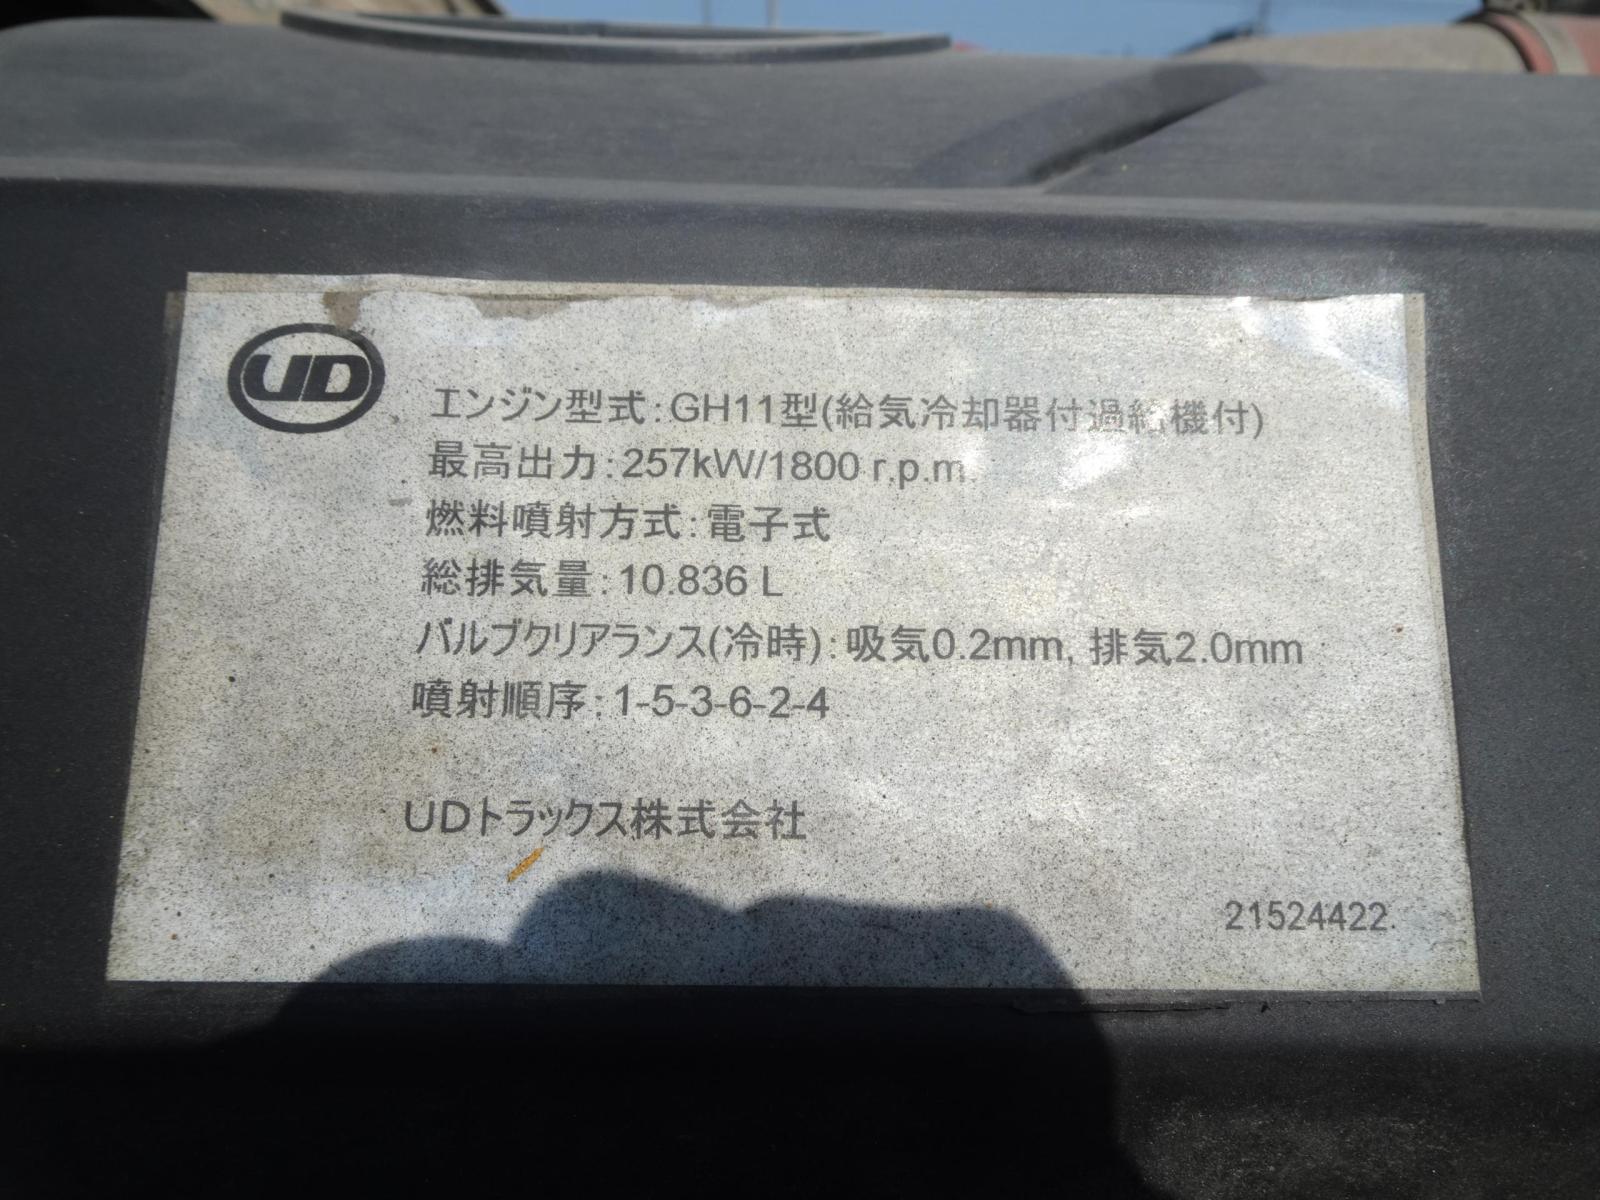 UD
エンジン型式:GH11型(給気冷却器付過給機付)
最高出力:257kW/1800 r.p.m.
燃料噴射方式:電子式
総排気量:10.836 L
バルブクリアランス(冷時):吸気0.2mm, 排気2.0mm
噴射順序:1-5-3-6-2-4
UDトラックス株式会社
21524422.